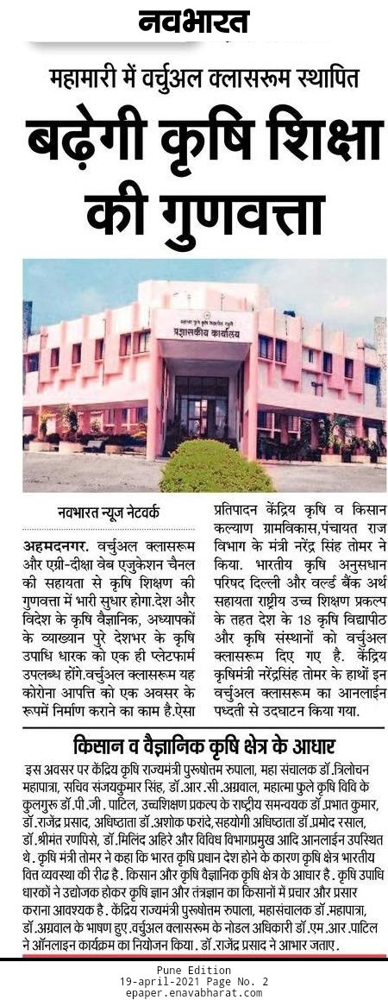 नवभारत
महामारी में वर्चुअल क्लासरूम स्थापित
बढ़ेगी कृषि शिक्षा
की गुणवत्ता
महात्मा फुले कृषि विद्यापीठ राहुरी
प्रशासकीय कार्यालय
नवभारत न्यूज नेटवर्क
अहमदनगर. वर्चुअल क्लासरूम
और एग्री-दीक्षा वेब एजुकेशन चैनल
की सहायता से कृषि शिक्षण की
गुणवत्ता में भारी सुधार होगा.देश और
विदेश के कृषि वैज्ञानिक, अध्यापकों
के व्याख्यान पुरे देशभर के कृषि
उपाधि धारक को एक ही प्लेटफार्म
उपलब्ध होंगे.वर्चुअल क्लासरूम यह
कोरोना आपत्ति को एक अवसर के
रूपमें निर्माण कराने का काम है.ऐसा
प्रतिपादन केंद्रिय कृषि व किसान
कल्याण ग्रामविकास,पंचायत राज
विभाग के मंत्री नरेंद्र सिंह तोमर ने
किया. भारतीय कृषि अनुसधान
परिषद दिल्ली और वर्ल्ड बैंक अर्थ
सहायता राष्ट्रीय उच्च शिक्षण प्रकल्प
के तहत देश के 18 कृषि विद्यापीठ
और कृषि संस्थानों को वर्चुअल
क्लासरूम दिए गए है. केंद्रिय
कृषिमंत्री नरेंद्रसिंह तोमर के हाथों इन
वर्चुअल क्लासरूम का आनलाईन
पध्दती से उदघाटन किया गया.
किसान व वैज्ञानिक कृषि क्षेत्र के आधार
इस अवसर पर केंद्रिय कृषि राज्यमंत्री पुरूषोत्तम रुपाला, महा संचालक डॉ.त्रिलोचन
महापात्रा, सचिव संजयकुमार सिंह, डॉ.आर.सी.अग्रवाल, महात्मा फुले कृषि विवि के
कुलगुरू डॉ.पी.जी. पाटिल, उच्चशिक्षण प्रकल्प के राष्ट्रीय समन्वयक डॉ.प्रभात कुमार,
डॉ.राजेंद्र प्रसाद, अधिष्ठाता डॉ.अशोक फरांदे,सहयोगी अधिष्ठाता डॉ.प्रमोद रसाल,
डॉ.श्रीमंत रणपिसे, डॉ.मिलिंद अहिरे और विविध विभागप्रमुख आदि आनलाईन उपस्थित
थे. कृषि मंत्री तोमर ने कहा कि भारत कृषि प्रधान देश होने के कारण कृषि क्षेत्र भारतीय
वित्त व्यवस्था की रीढ है. किसान और कृषि वैज्ञानिक कृषि क्षेत्र के आधार है. कृषि उपाधि
धारकों ने उद्योजक होकर कृषि ज्ञान और तंत्रज्ञान का किसानों में प्रचार और प्रसार
कराना आवश्यक है. केंद्रिय राज्यमंत्री पुरूषोत्तम रुपाला, महासंचालक डॉ.महापात्रा,
डॉ.अग्रवाल के भाषण हुए.वर्चुअल क्लासरूम के नोडल अधिकारी डॉ.एम.आर.पाटिल
ने ऑनलाइन कार्यक्रम का नियोजन किया. डॉ.राजेंद्र प्रसाद ने आभार जताए.
Pune Edition
19-april-2021 Page No. 2
epaper.enavabharat.com